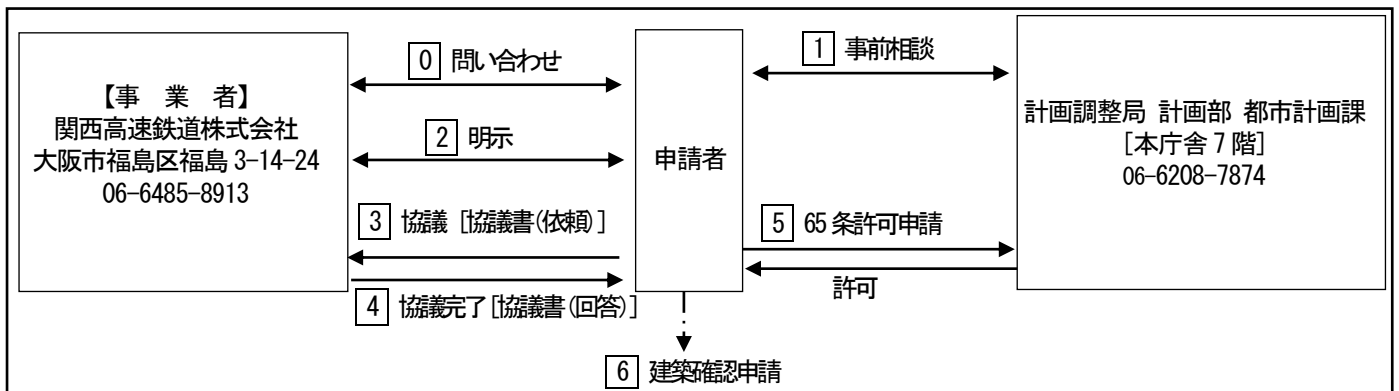 0 問い合わせ
1 事前相談
【事 業 者】
関西高速鉄道株式会社
大阪市福島区福島 3-14-24
06-6485-8913
2 明示
申請者
計画調整局 計画部 都市計画課
[本庁舎 7 階]
06-6208-7874
3 協議 [協議書(依頼)]
5 65 条許可申請
許可
4 協議完了[協議書(回答)]
6 建築確認申請